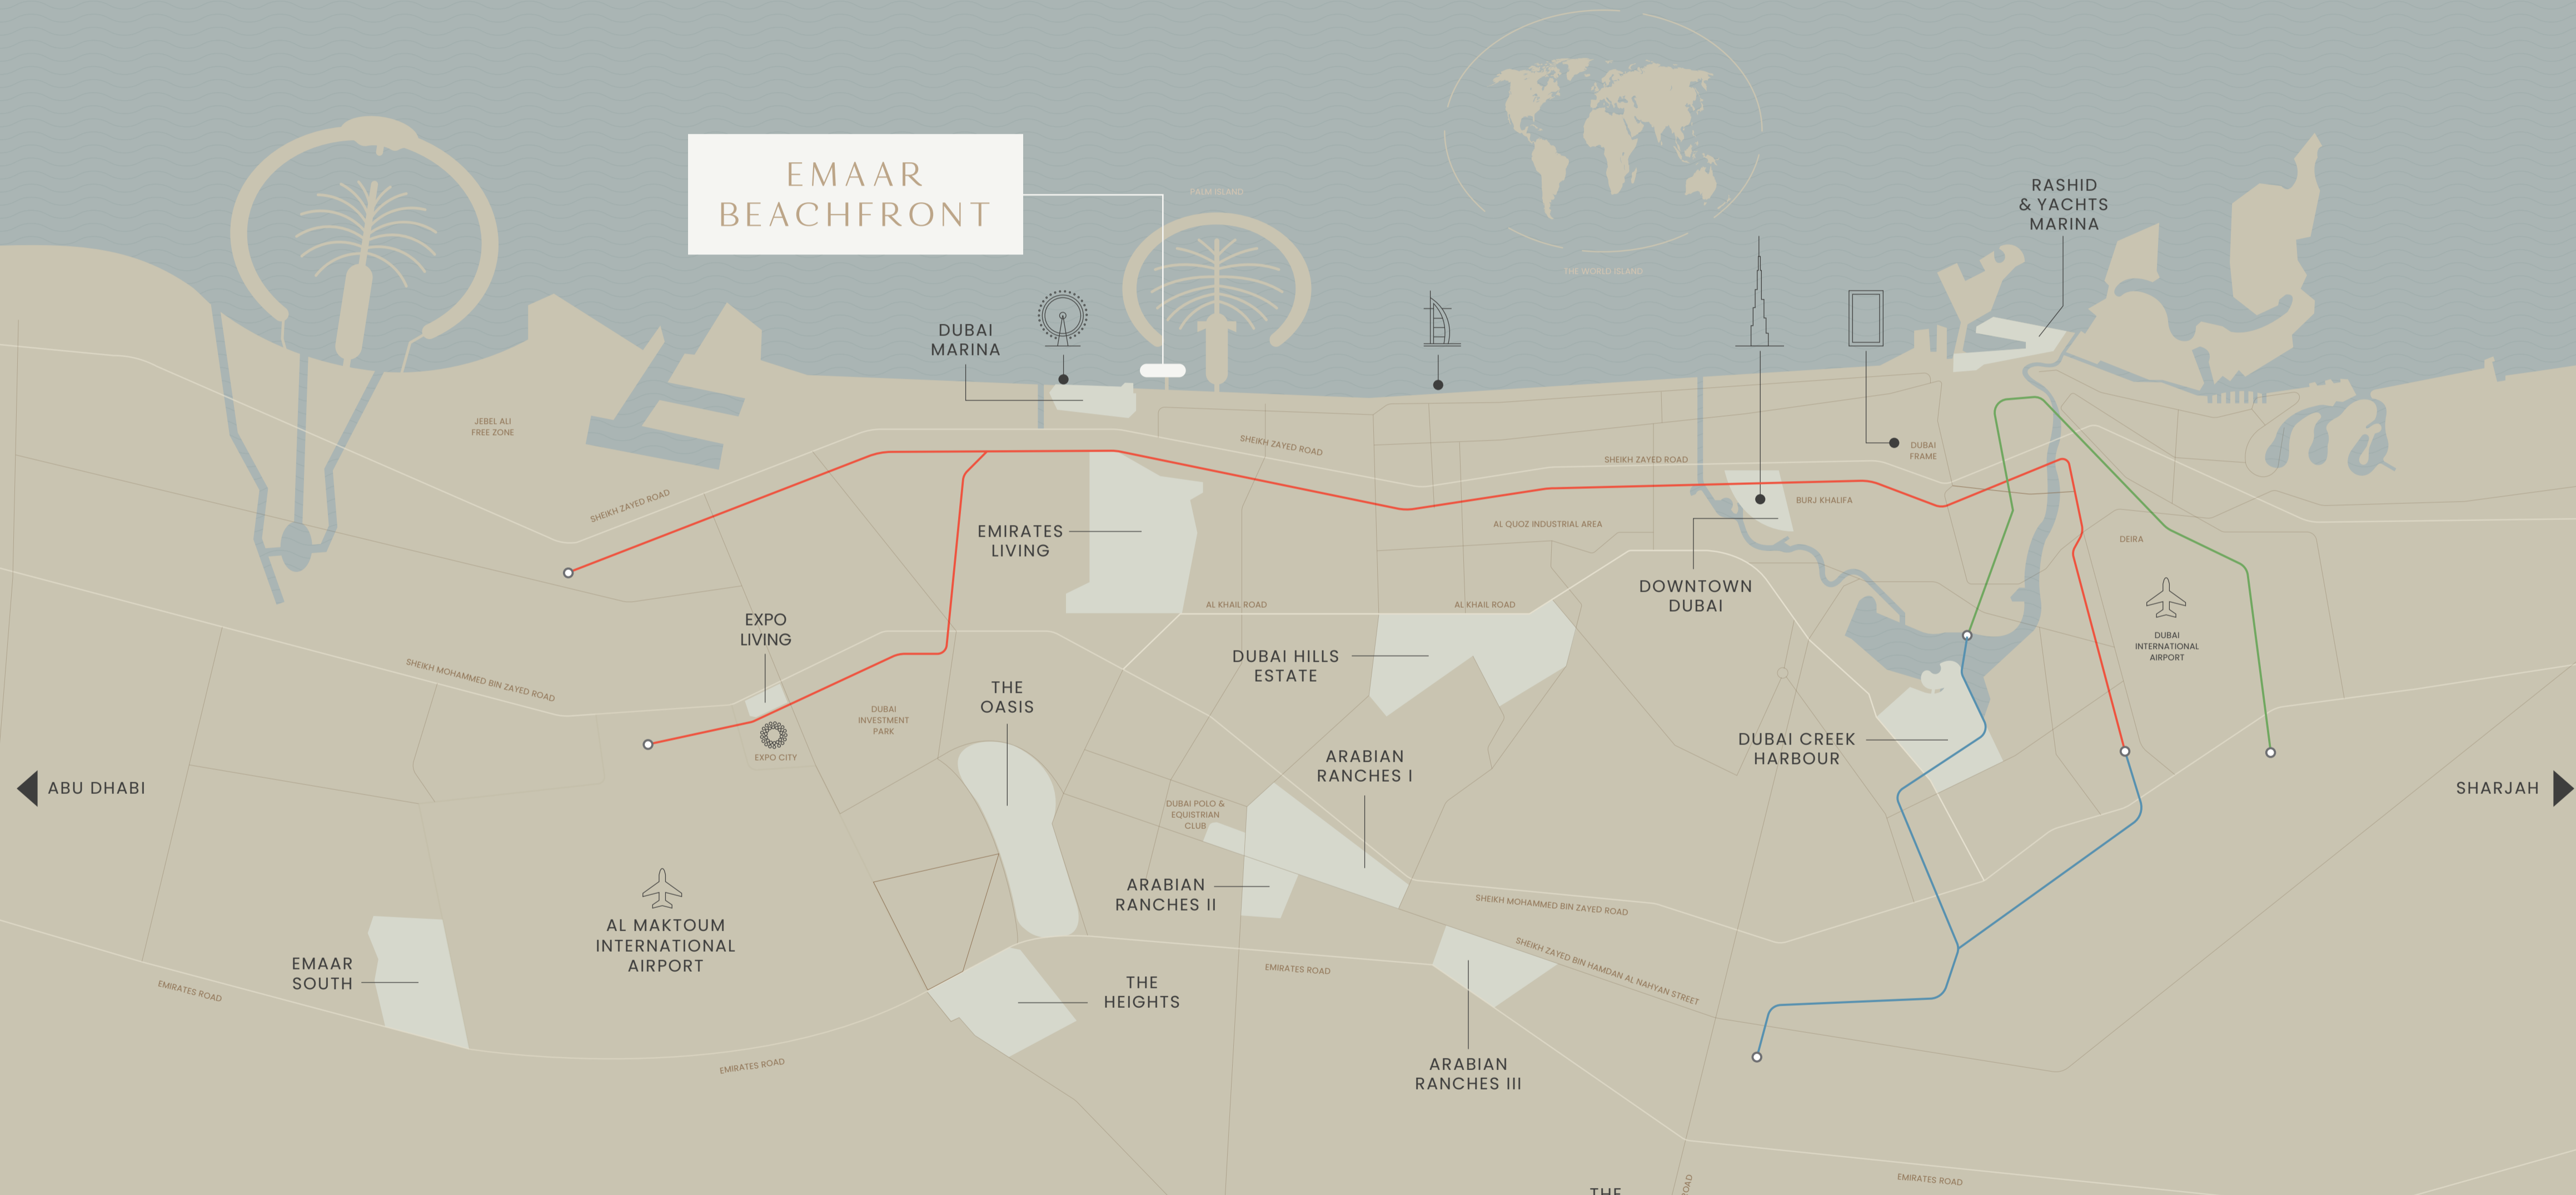 PALM ISLAND
EMAAR
BEACHFRONT
RASHID
& YACHTS
MARINA
THE WORLD ISLAND
DUBAI
MARINA
JEBEL ALI
FREE ZONE
SHEIKH ZAYED ROAD
SHEIKH ZAYED ROAD
DUBAI
FRAME
SHEIKH ZAYED ROAD
BURJ KHALIFA
EMIRATES
LIVING
AL QUOZ INDUSTRIAL AREA
DEIRA
DOWNTOWN
DUBAI
AL KHAIL ROAD
AL KHAIL ROAD
EXPO
LIVING
DUBAI
INTERNATIONAL
AIRPORT
DUBAI HILLS
ESTATE
SHEIKH MOHAMMED BIN ZAYED ROAD
THE
OASIS
DUBAI
INVESTMENT
PARK
EXPO CITY
DUBAI CREEK
HARBOUR
ARABIAN
RANCHES I
ABU DHABI
SHARJAH
DUBAI POLO &
EQUESTRIAN
CLUB
ARABIAN
RANCHES II
SHEIKH MOHAMMED BIN ZAYED ROAD
AL MAKTOUM
INTERNATIONAL
AIRPORT
SHEIKH ZAYED BIN HAMDAN AL NAHYAN STREET
EMAAR
SOUTH
EMIRATES ROAD
EMIRATES ROAD
THE
HEIGHTS
EMIRATES ROAD
ARABIAN
RANCHES III
EMIRATES ROAD
THE
ROAD